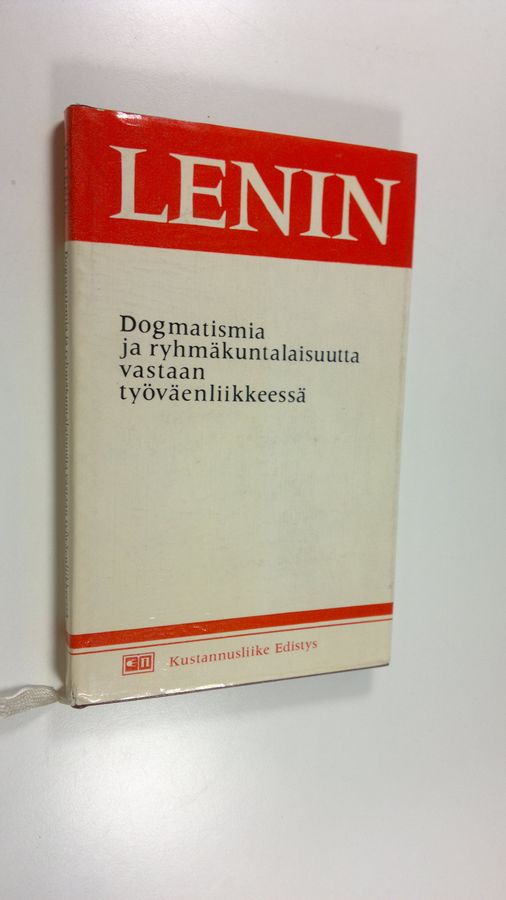 LENIN
Dogmatismia
ja ryhmäkuntalaisuutta
vastaan
työväenliikkeessä
Kustannusliike Edistys